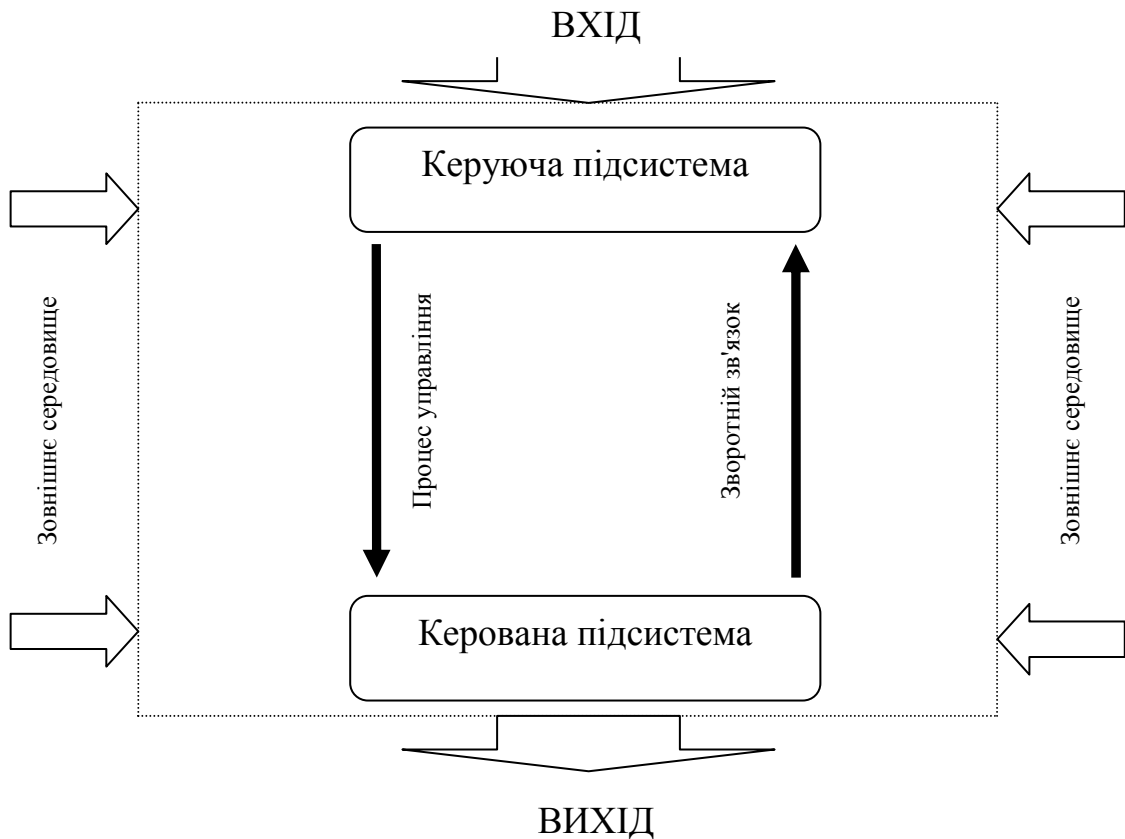 ВХІД
Керуюча підсистема
Зовнішнє середовище
Процес управління
Зворотній зв'язок
Зовнішнє середовище
Керована підсистема
ВИХІД